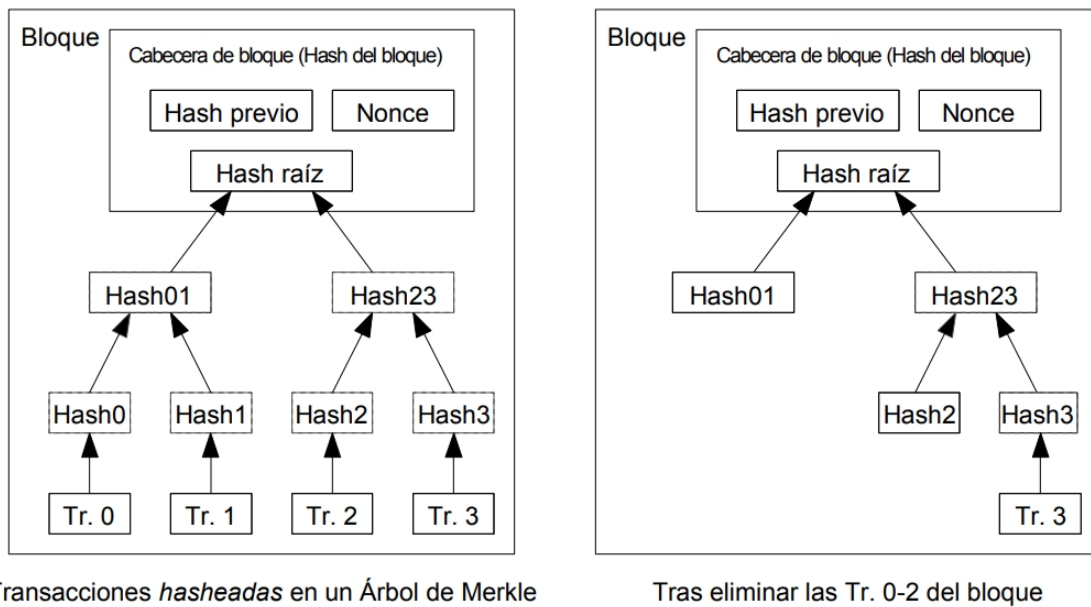 Bloque
Cabecera de bloque (Hash del bloque)
Hash previo
Nonce
Hash raíz
Hash01
Hash23
Hash0
Hash1
Hash2
Hash3
Tr. 0
Tr. 1
Tr. 2
Tr. 3
Transacciones hasheadas en un Árbol de Merkle
Bloque
Cabecera de bloque (Hash del bloque)
Hash previo
Nonce
Hash raíz
Hash01
Hash23
Hash2
Hash3
Tr. 3
Tras eliminar las Tr. 0-2 del bloque